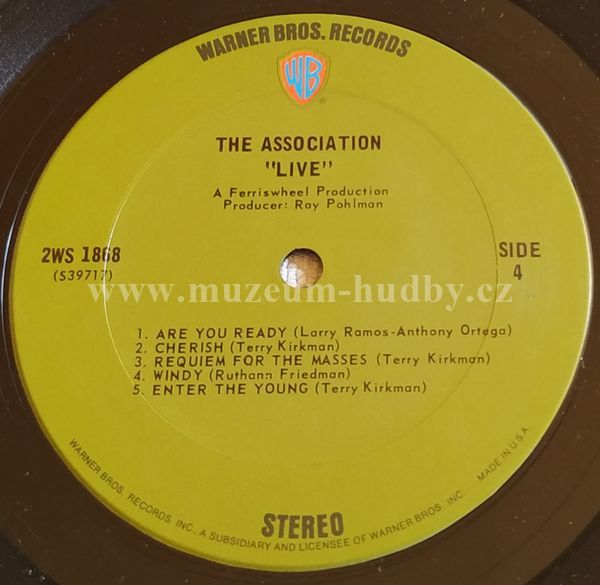 WARNER BROS. RECORDS
WB
®
THE ASSOCIATION
"LIVE"
A Ferriswheel Production
Producer: Ray Pohlman
2WS 1868
(S39717)
SIDE
4
www.muzeum-hudby.cz
1. ARE YOU READY (Larry Ramos-Anthony Ortega)
2. CHERISH (Terry Kirkman)
3. REQUIEM FOR THE MASSES (Terry Kirkman)
4. WINDY (Ruthann Friedman)
5. ENTER THE YOUNG (Terry Kirkman)
STEREO
WARNER BROS. RECORDS INC., A SUBSIDIARY AND LICENSEE OF WARNER BROS. INC. MADE IN U.S.A.